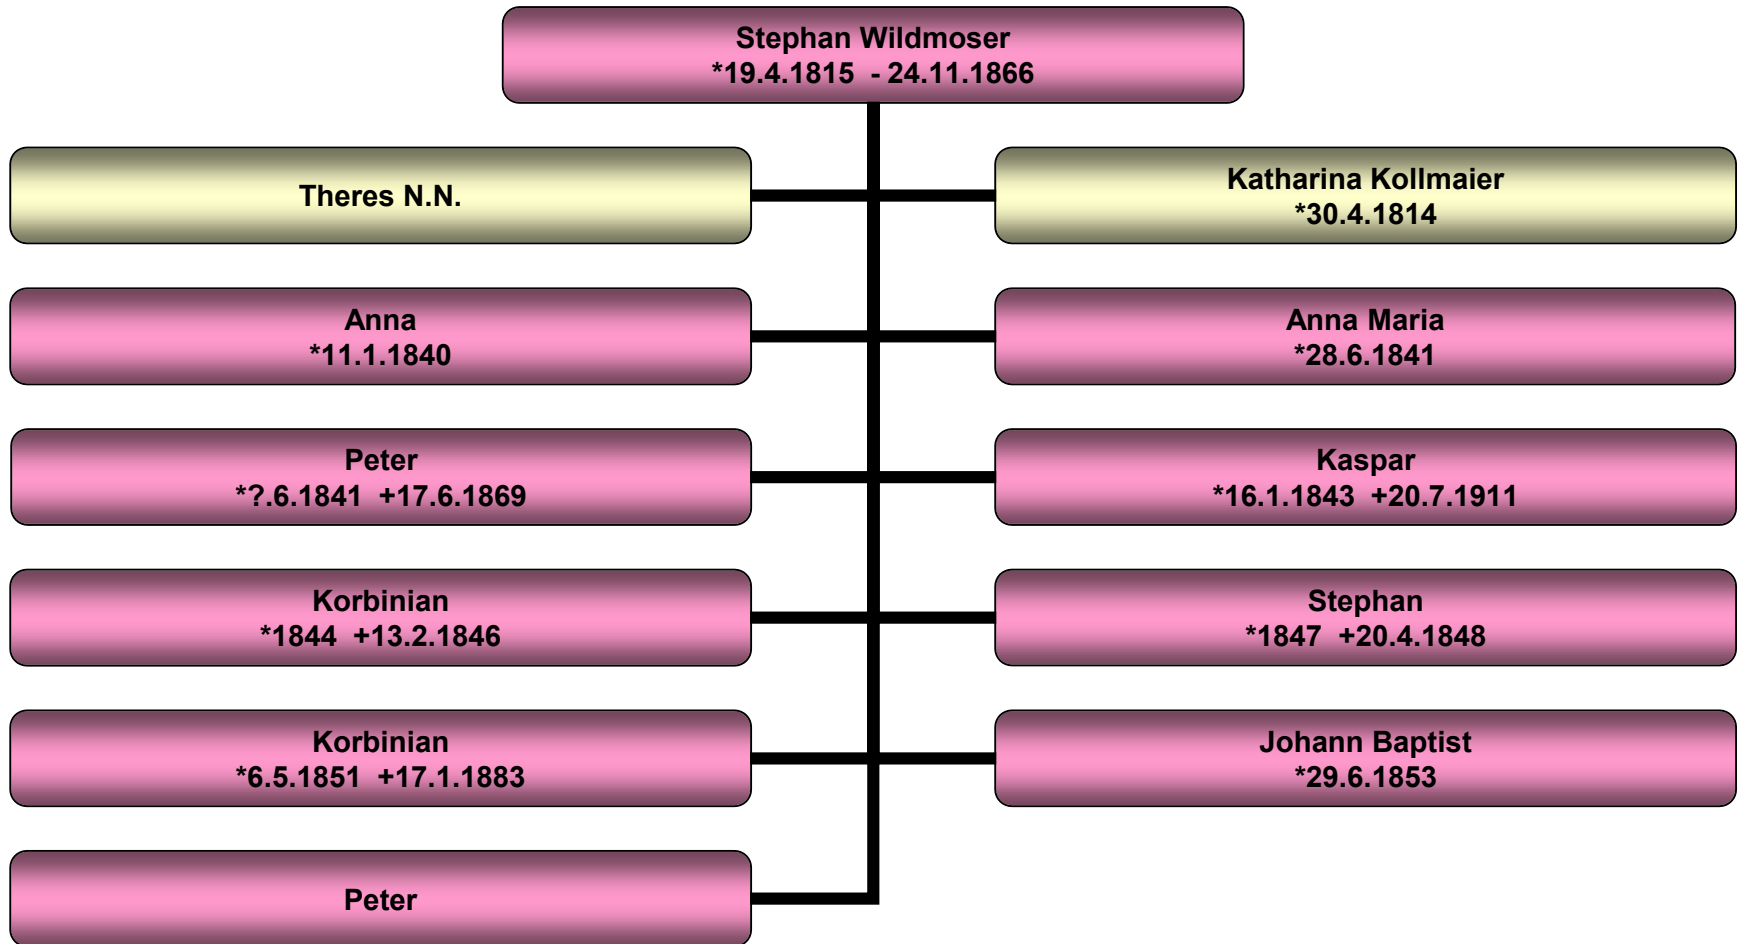 Stephan Wildmoser
*19.4.1815 - 24.11.1866
Theres N.N.
Katharina Kollmaier
*30.4.1814
Anna
*11.1.1840
Anna Maria
*28.6.1841
Peter
*?.6.1841 +17.6.1869
Kaspar
*16.1.1843 +20.7.1911
Korbinian
*1844 +13.2.1846
Stephan
*1847 +20.4.1848
Korbinian
*6.5.1851 +17.1.1883
Johann Baptist
*29.6.1853
Peter